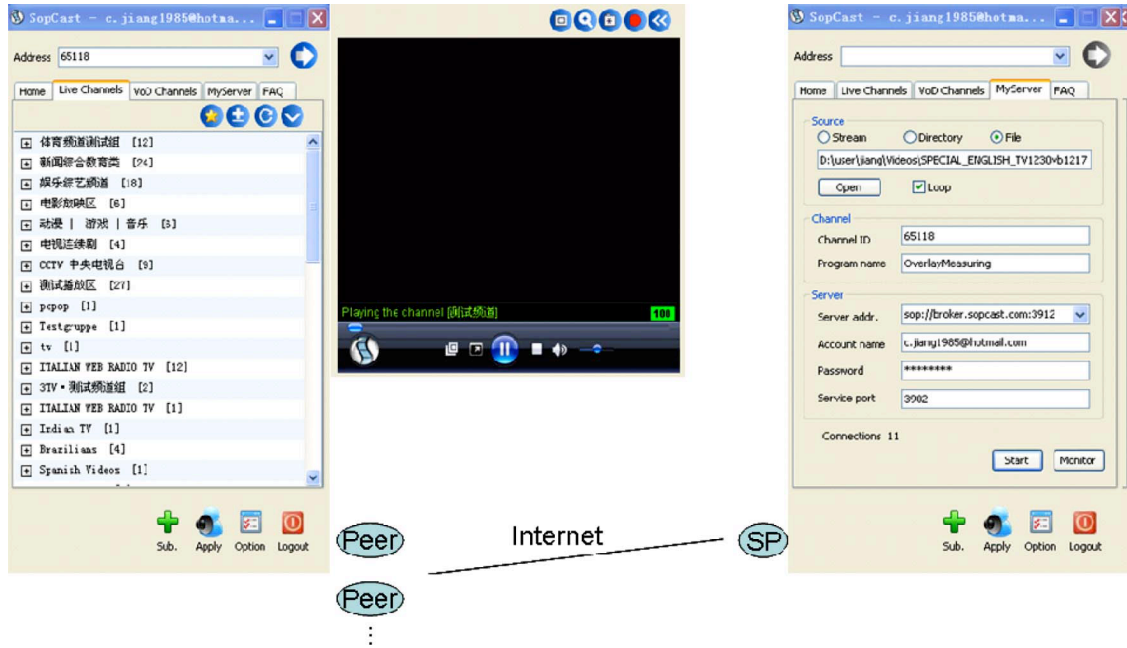 SopCast - c.jiang1985@hotma...
Address 65118
Home Live Channels VoD Channels MyServer FAQ
体育频道测试组 [12]
新闻综合教育类 [24]
娱乐综艺频道 [18]
电影放映区 [6]
动漫 | 游戏 | 音乐 [5]
电视连续剧 [4]
CCTV 中央电视台 [9]
测试播放区 [27]
pcpop [1]
Testgruppe [1]
tv [1]
ITALIAN WEB RADIO TV [12]
3TV·测试频道组 [2]
ITALIAN WEB RADIO TV [1]
Indian TV [1]
Brazilians [4]
Spanish Videos [1]
Sub. Apply Option Logout
Playing the channel [测试频道]
100
SopCast - c.jiang1985@hotma...
Address
Home Live Channels VoD Channels MyServer FAQ
Source
Stream Directory File
D:\user\jiang\Videos\SPECIAL_ENGLISH_TV1230vb1217
Open Loop
Channel
Channel ID 65118
Program name OverlayMeasuring
Server
Server addr. sop://broker.sopcast.com:3912
Account name c.jiang1985@hotmail.com
Password ********
Service port 3902
Connections 11
Start Monitor
Sub. Apply Option Logout
Peer Internet SP
Peer
⋮